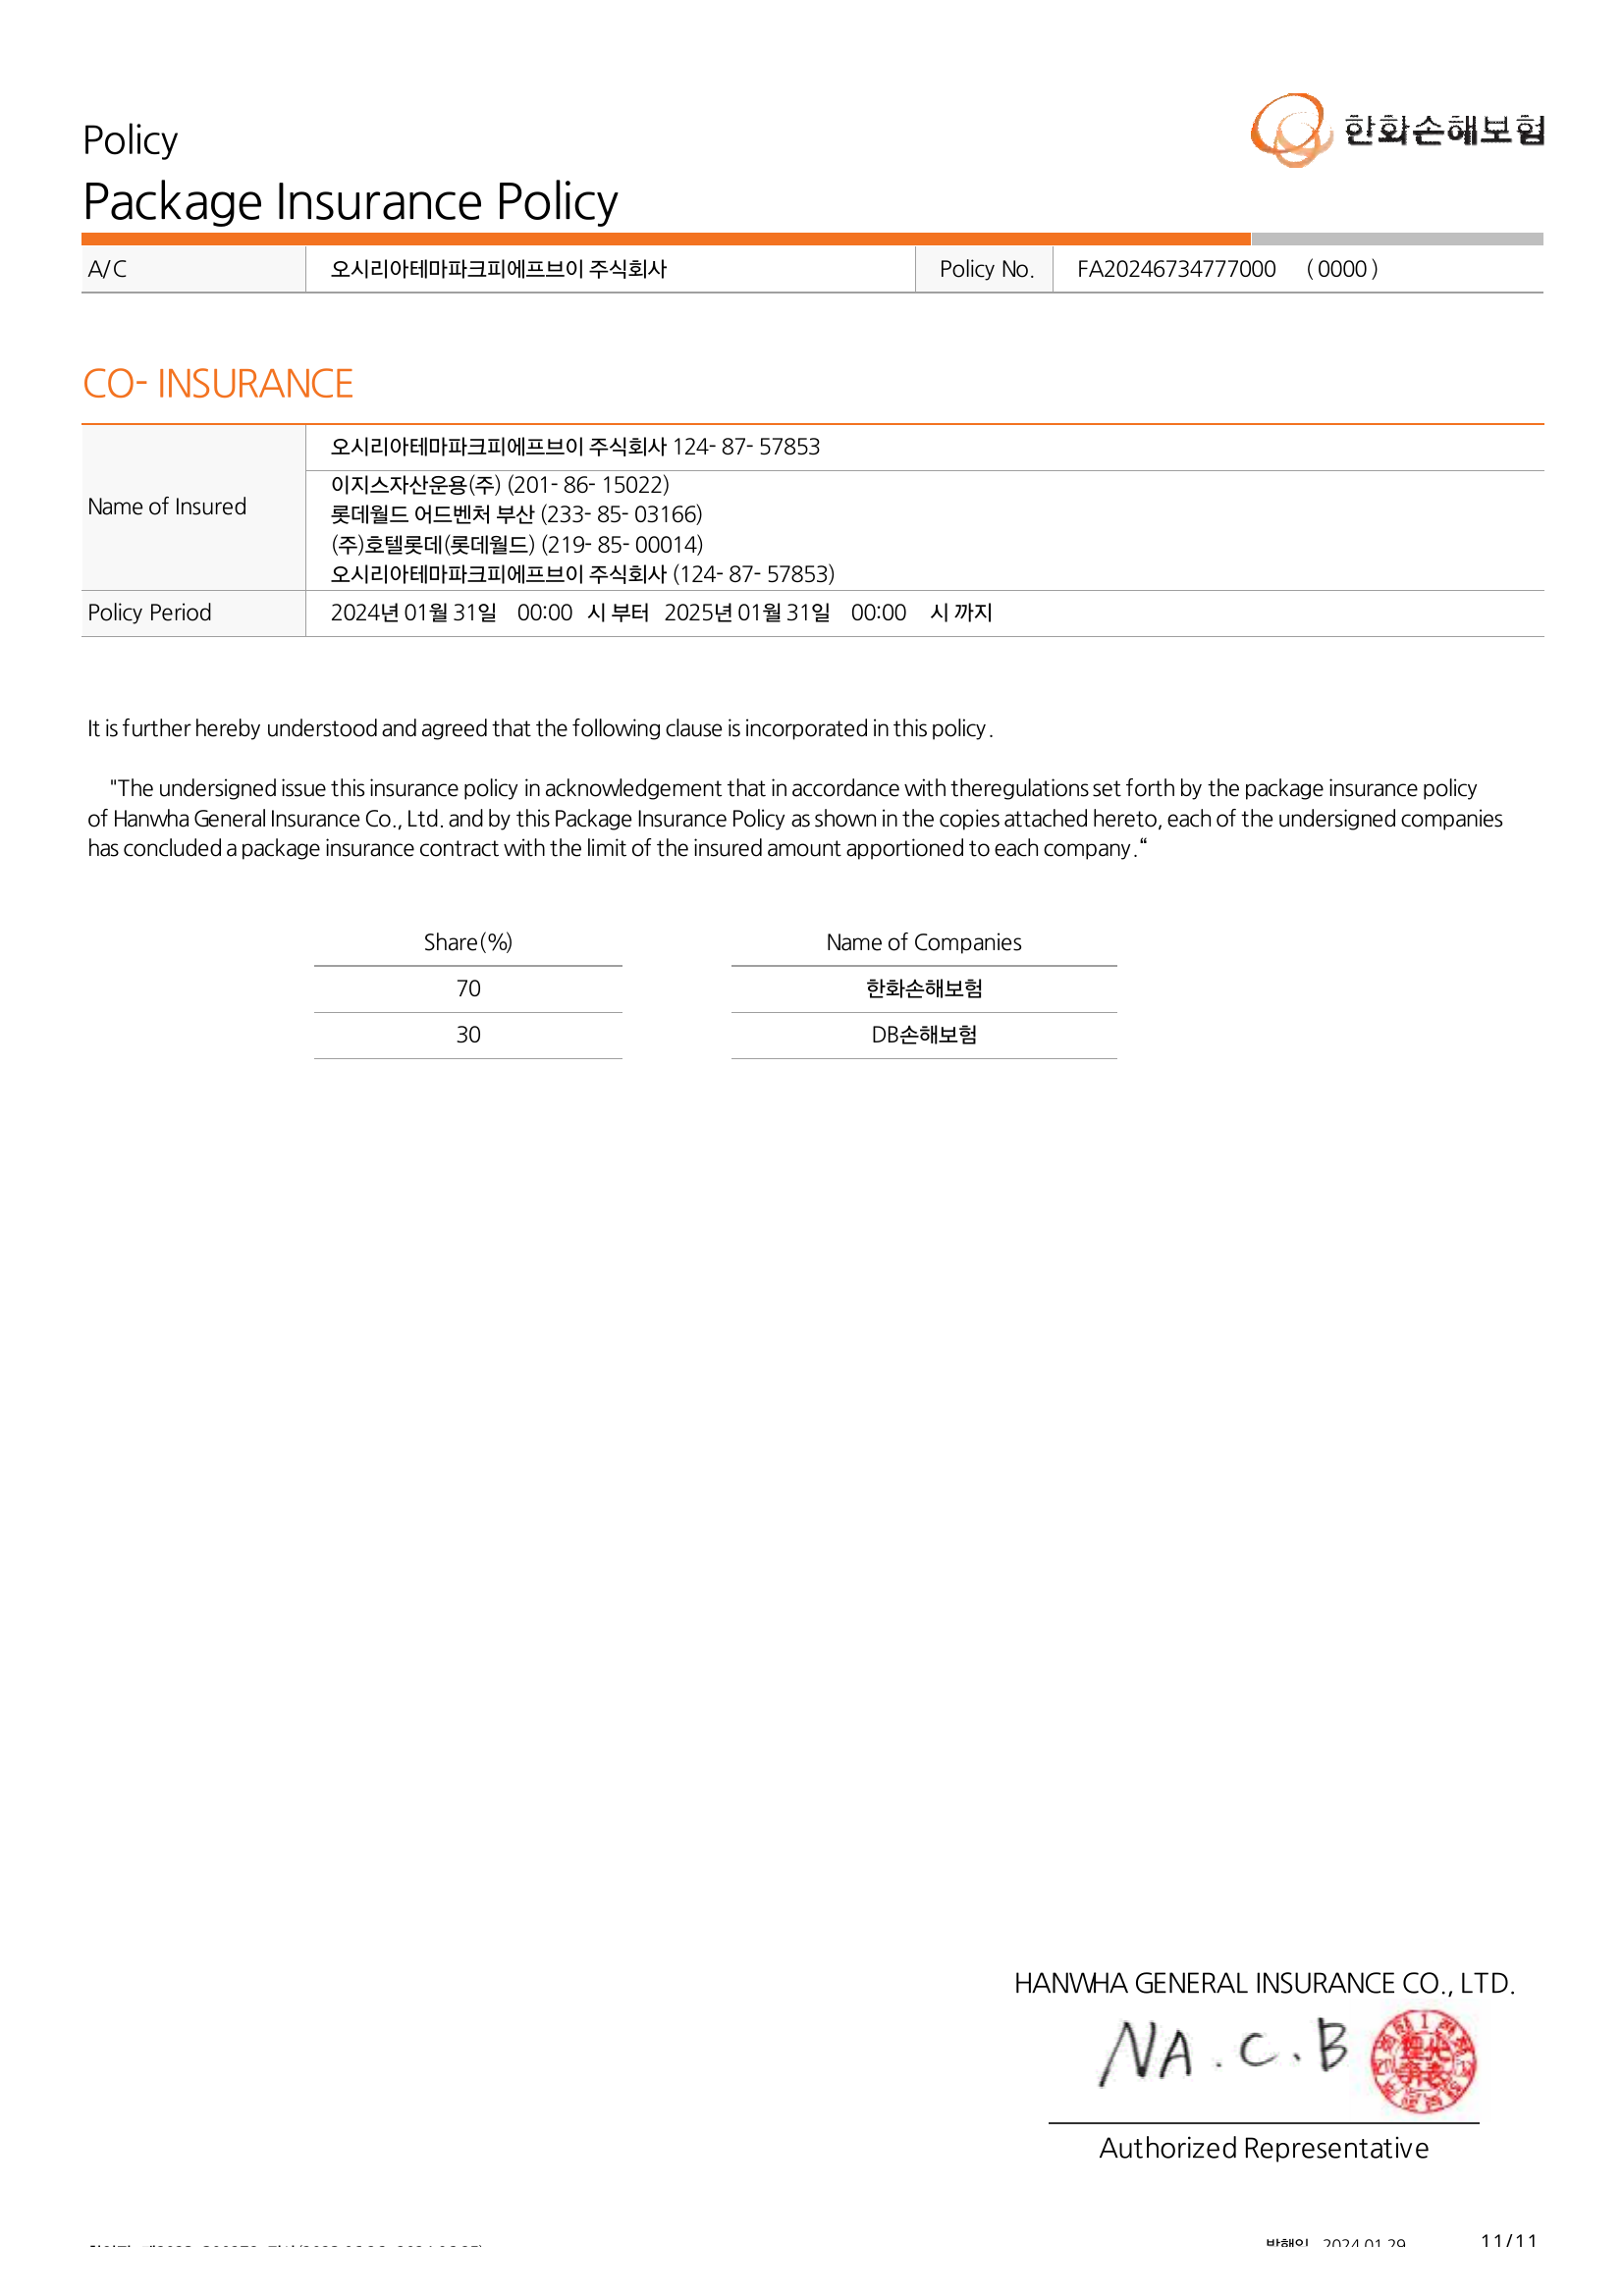 한화손해보험
Policy
Package Insurance Policy
A/C 오시리아테마파크피에프브이 주식회사 Policy No. FA20246734777000 ( 0000 )
CO- INSURANCE
오시리아테마파크피에프브이 주식회사 124- 87- 57853
Name of Insured
이지스자산운용(주) (201- 86- 15022)
롯데월드 어드벤처 부산 (233- 85- 03166)
(주)호텔롯데(롯데월드) (219- 85- 00014)
오시리아테마파크피에프브이 주식회사 (124- 87- 57853)
Policy Period 2024년 01월 31일 00:00 시 부터 2025년 01월 31일 00:00 시 까지
It is further hereby understood and agreed that the following clause is incorporated in this policy.
"The undersigned issue this insurance policy in acknowledgement that in accordance with theregulations set forth by the package insurance policy
of Hanwha General Insurance Co., Ltd. and by this Package Insurance Policy as shown in the copies attached hereto, each of the undersigned companies
has concluded a package insurance contract with the limit of the insured amount apportioned to each company.“
Share(%) Name of Companies
70 한화손해보험
30 DB손해보험
HANWHA GENERAL INSURANCE CO., LTD.
NA . C . B
Authorized Representative
발행일 2024.01.29 11/11